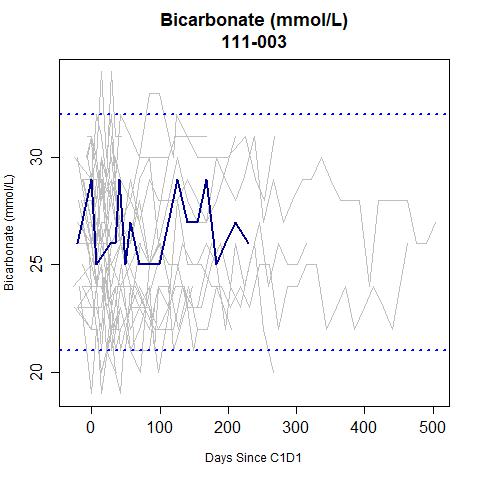 Bicarbonate (mmol/L)
111-003
Bicarbonate (mmol/L)
30
25
20
0 100 200 300 400 500
Days Since C1D1